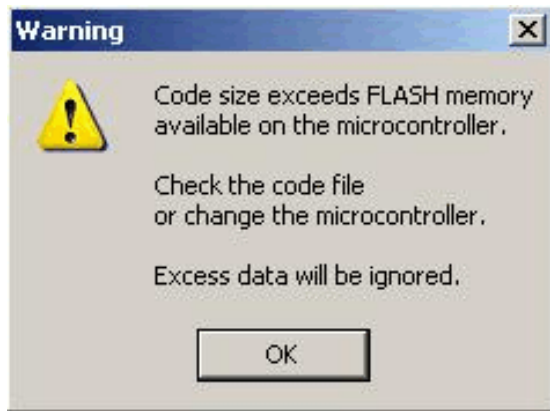 Warning
Code size exceeds FLASH memory
available on the microcontroller.
Check the code file
or change the microcontroller.
Excess data will be ignored.
OK